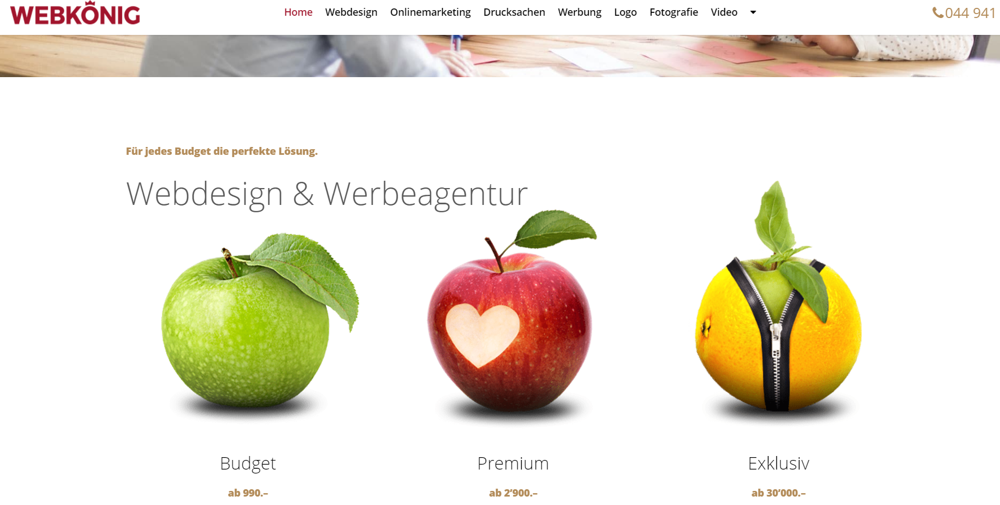 WEBKÖNIG
Home Webdesign Onlinemarketing Drucksachen Werbung Logo Fotografie Video
044 941
Für jedes Budget die perfekte Lösung.
Webdesign & Werbeagentur
Budget Premium Exklusiv
ab 990.– ab 2’900.– ab 30’000.–